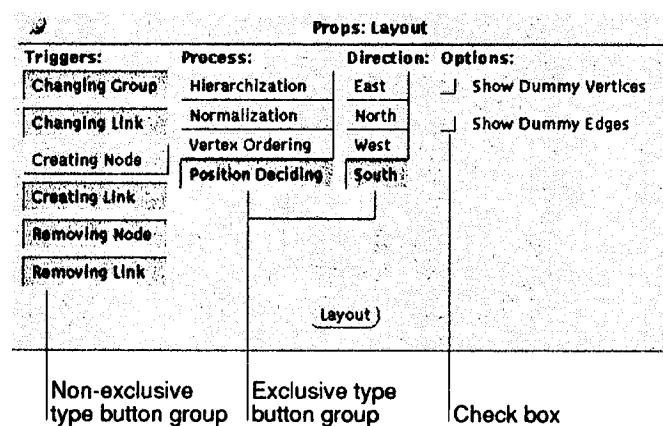 Props: Layout
Triggers: Process: Direction: Options:
Changing Group Hierarchization East Show Dummy Vertices
Changing Link Normalization North Show Dummy Edges
Creating Node Vertex Ordering West
Creating Link Position Deciding South
Removing Node
Removing Link
Layout
Non-exclusive Exclusive type
type button group button group Check box